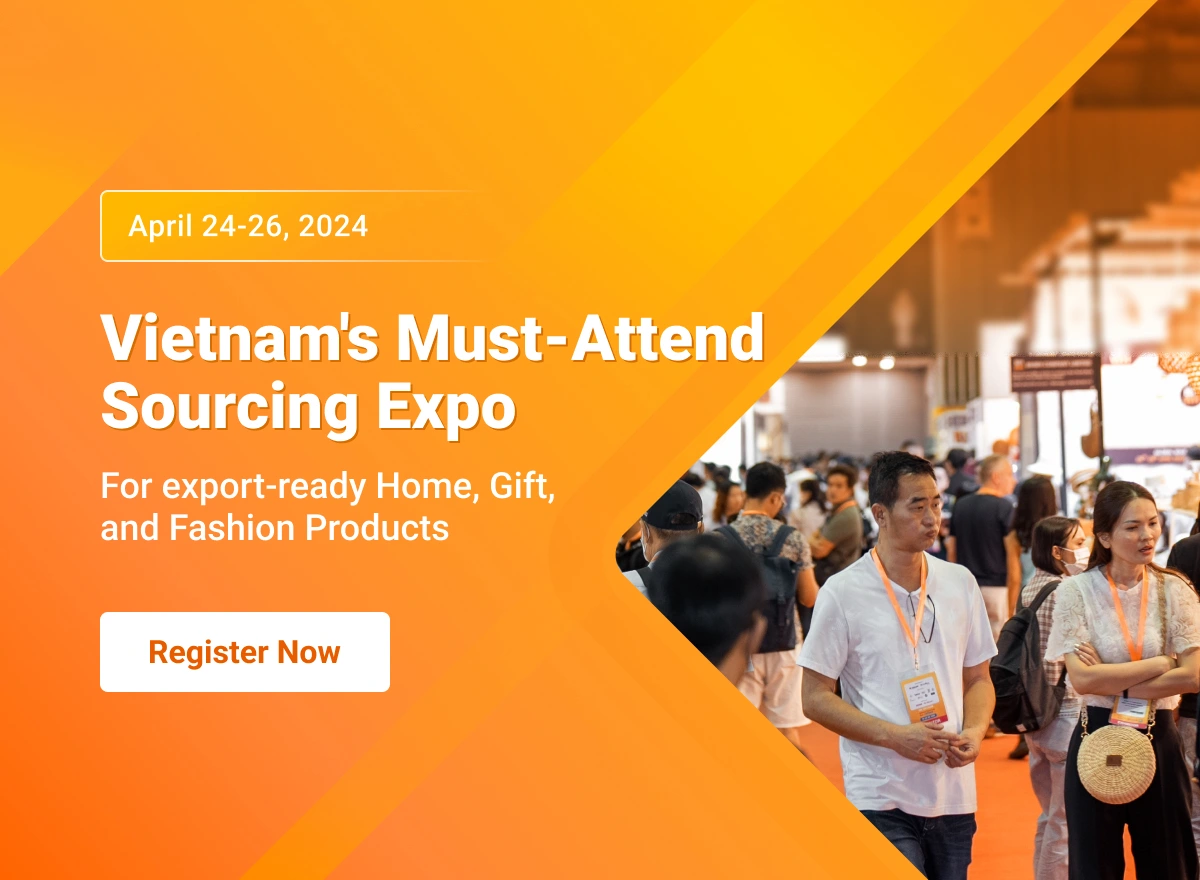 April 24-26, 2024
Vietnam's Must-Attend
Sourcing Expo
For export-ready Home, Gift,
and Fashion Products
Register Now